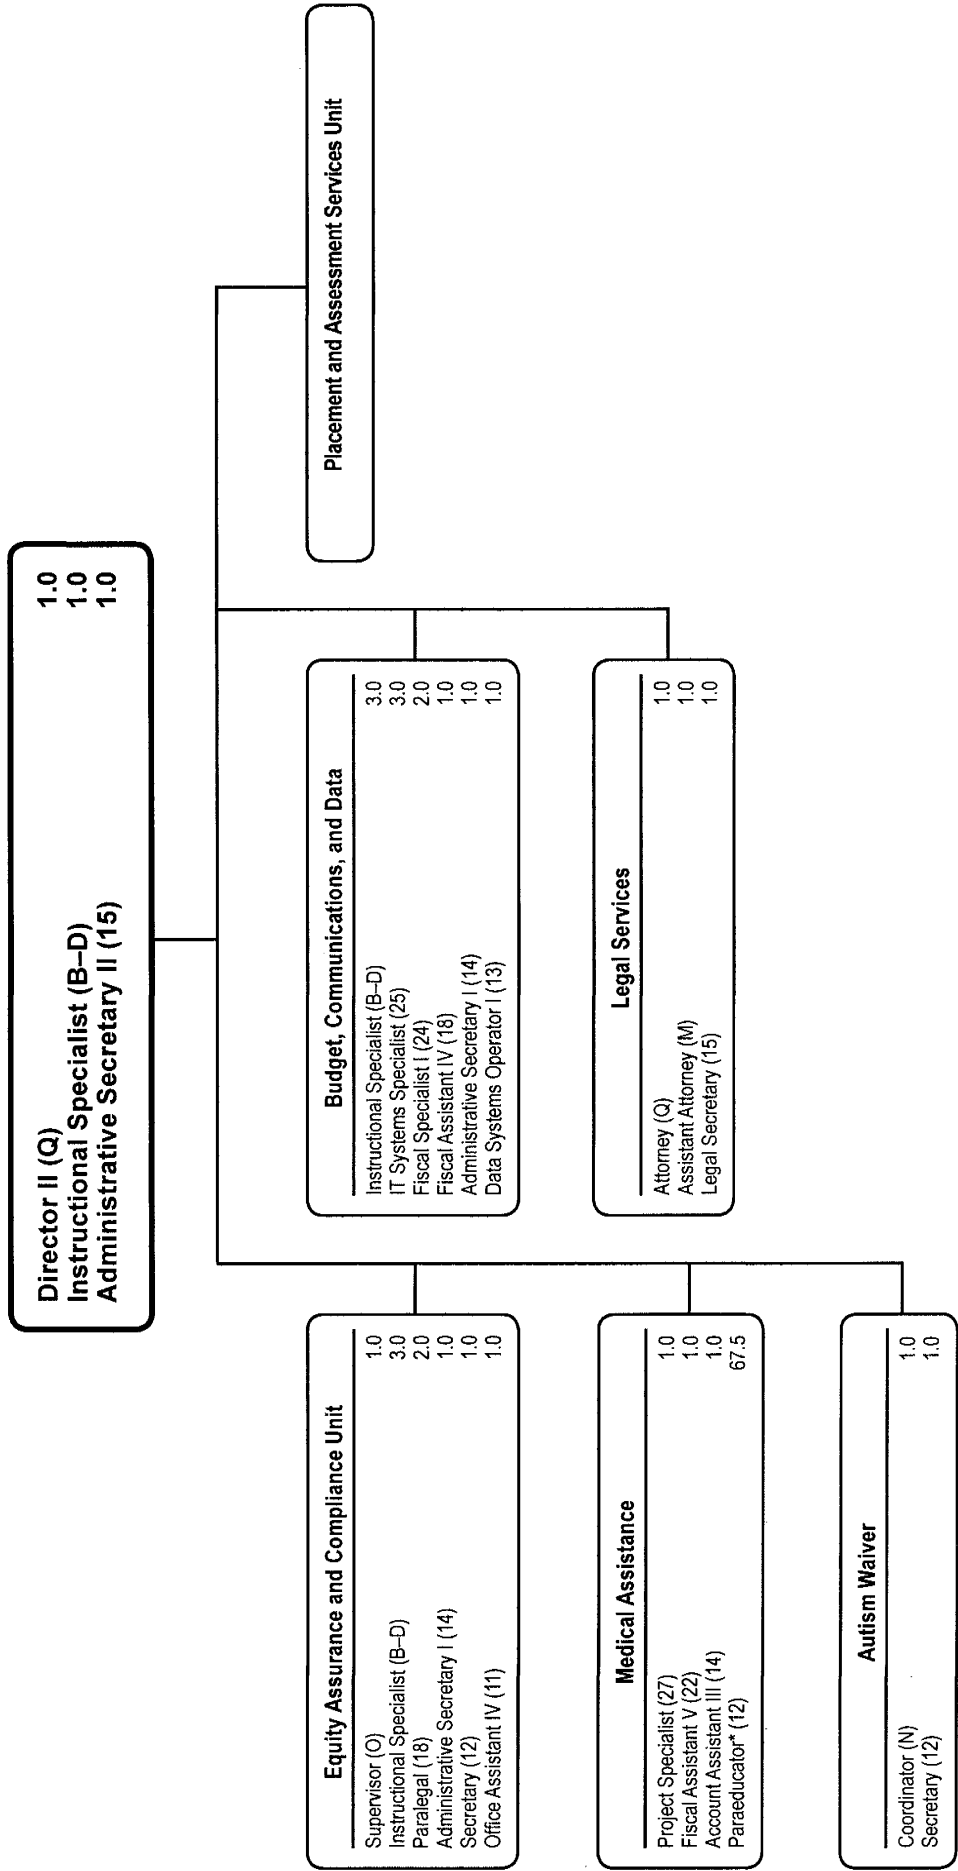 Director II (Q) 1.0
Instructional Specialist (B–D) 1.0
Administrative Secretary II (15) 1.0
Equity Assurance and Compliance Unit
Supervisor (O) 1.0
Instructional Specialist (B–D) 3.0
Paralegal (18) 2.0
Administrative Secretary I (14) 1.0
Secretary (12) 1.0
Office Assistant IV (11) 1.0
Medical Assistance
Project Specialist (27) 1.0
Fiscal Assistant V (22) 1.0
Account Assistant III (14) 1.0
Paraeducator* (12) 67.5
Autism Waiver
Coordinator (N) 1.0
Secretary (12) 1.0
Budget, Communications, and Data
Instructional Specialist (B–D) 3.0
IT Systems Specialist (25) 3.0
Fiscal Specialist I (24) 2.0
Fiscal Assistant IV (18) 1.0
Administrative Secretary I (14) 1.0
Data Systems Operator I (13) 1.0
Legal Services
Attorney (Q) 1.0
Assistant Attorney (M) 1.0
Legal Secretary (15) 1.0
Placement and Assessment Services Unit